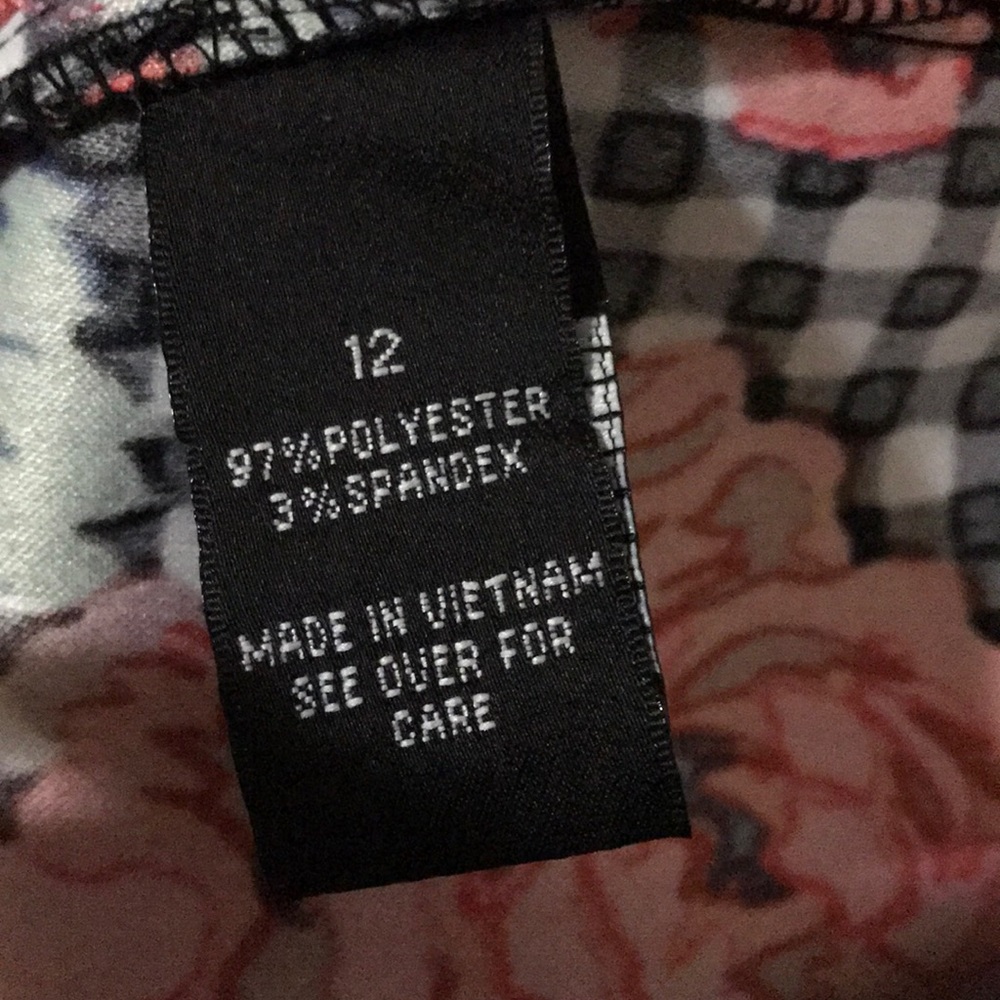 12
97%POLYESTER
3%SPANDEX
MADE IN VIETNAM
SEE OVER FOR
CARE